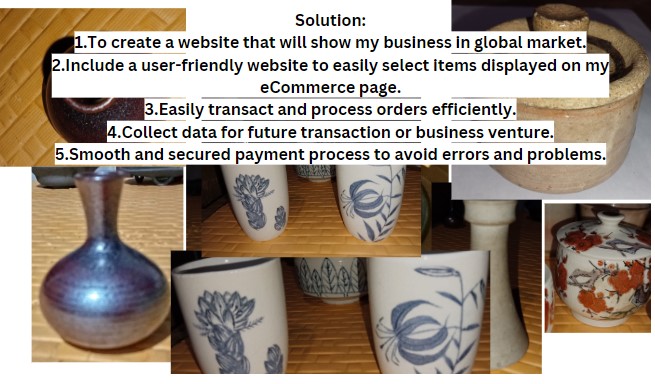 Solution:
1.To create a website that will show my business in global market.
2.Include a user-friendly website to easily select items displayed on my
eCommerce page.
3.Easily transact and process orders efficiently.
4.Collect data for future transaction or business venture.
5.Smooth and secured payment process to avoid errors and problems.